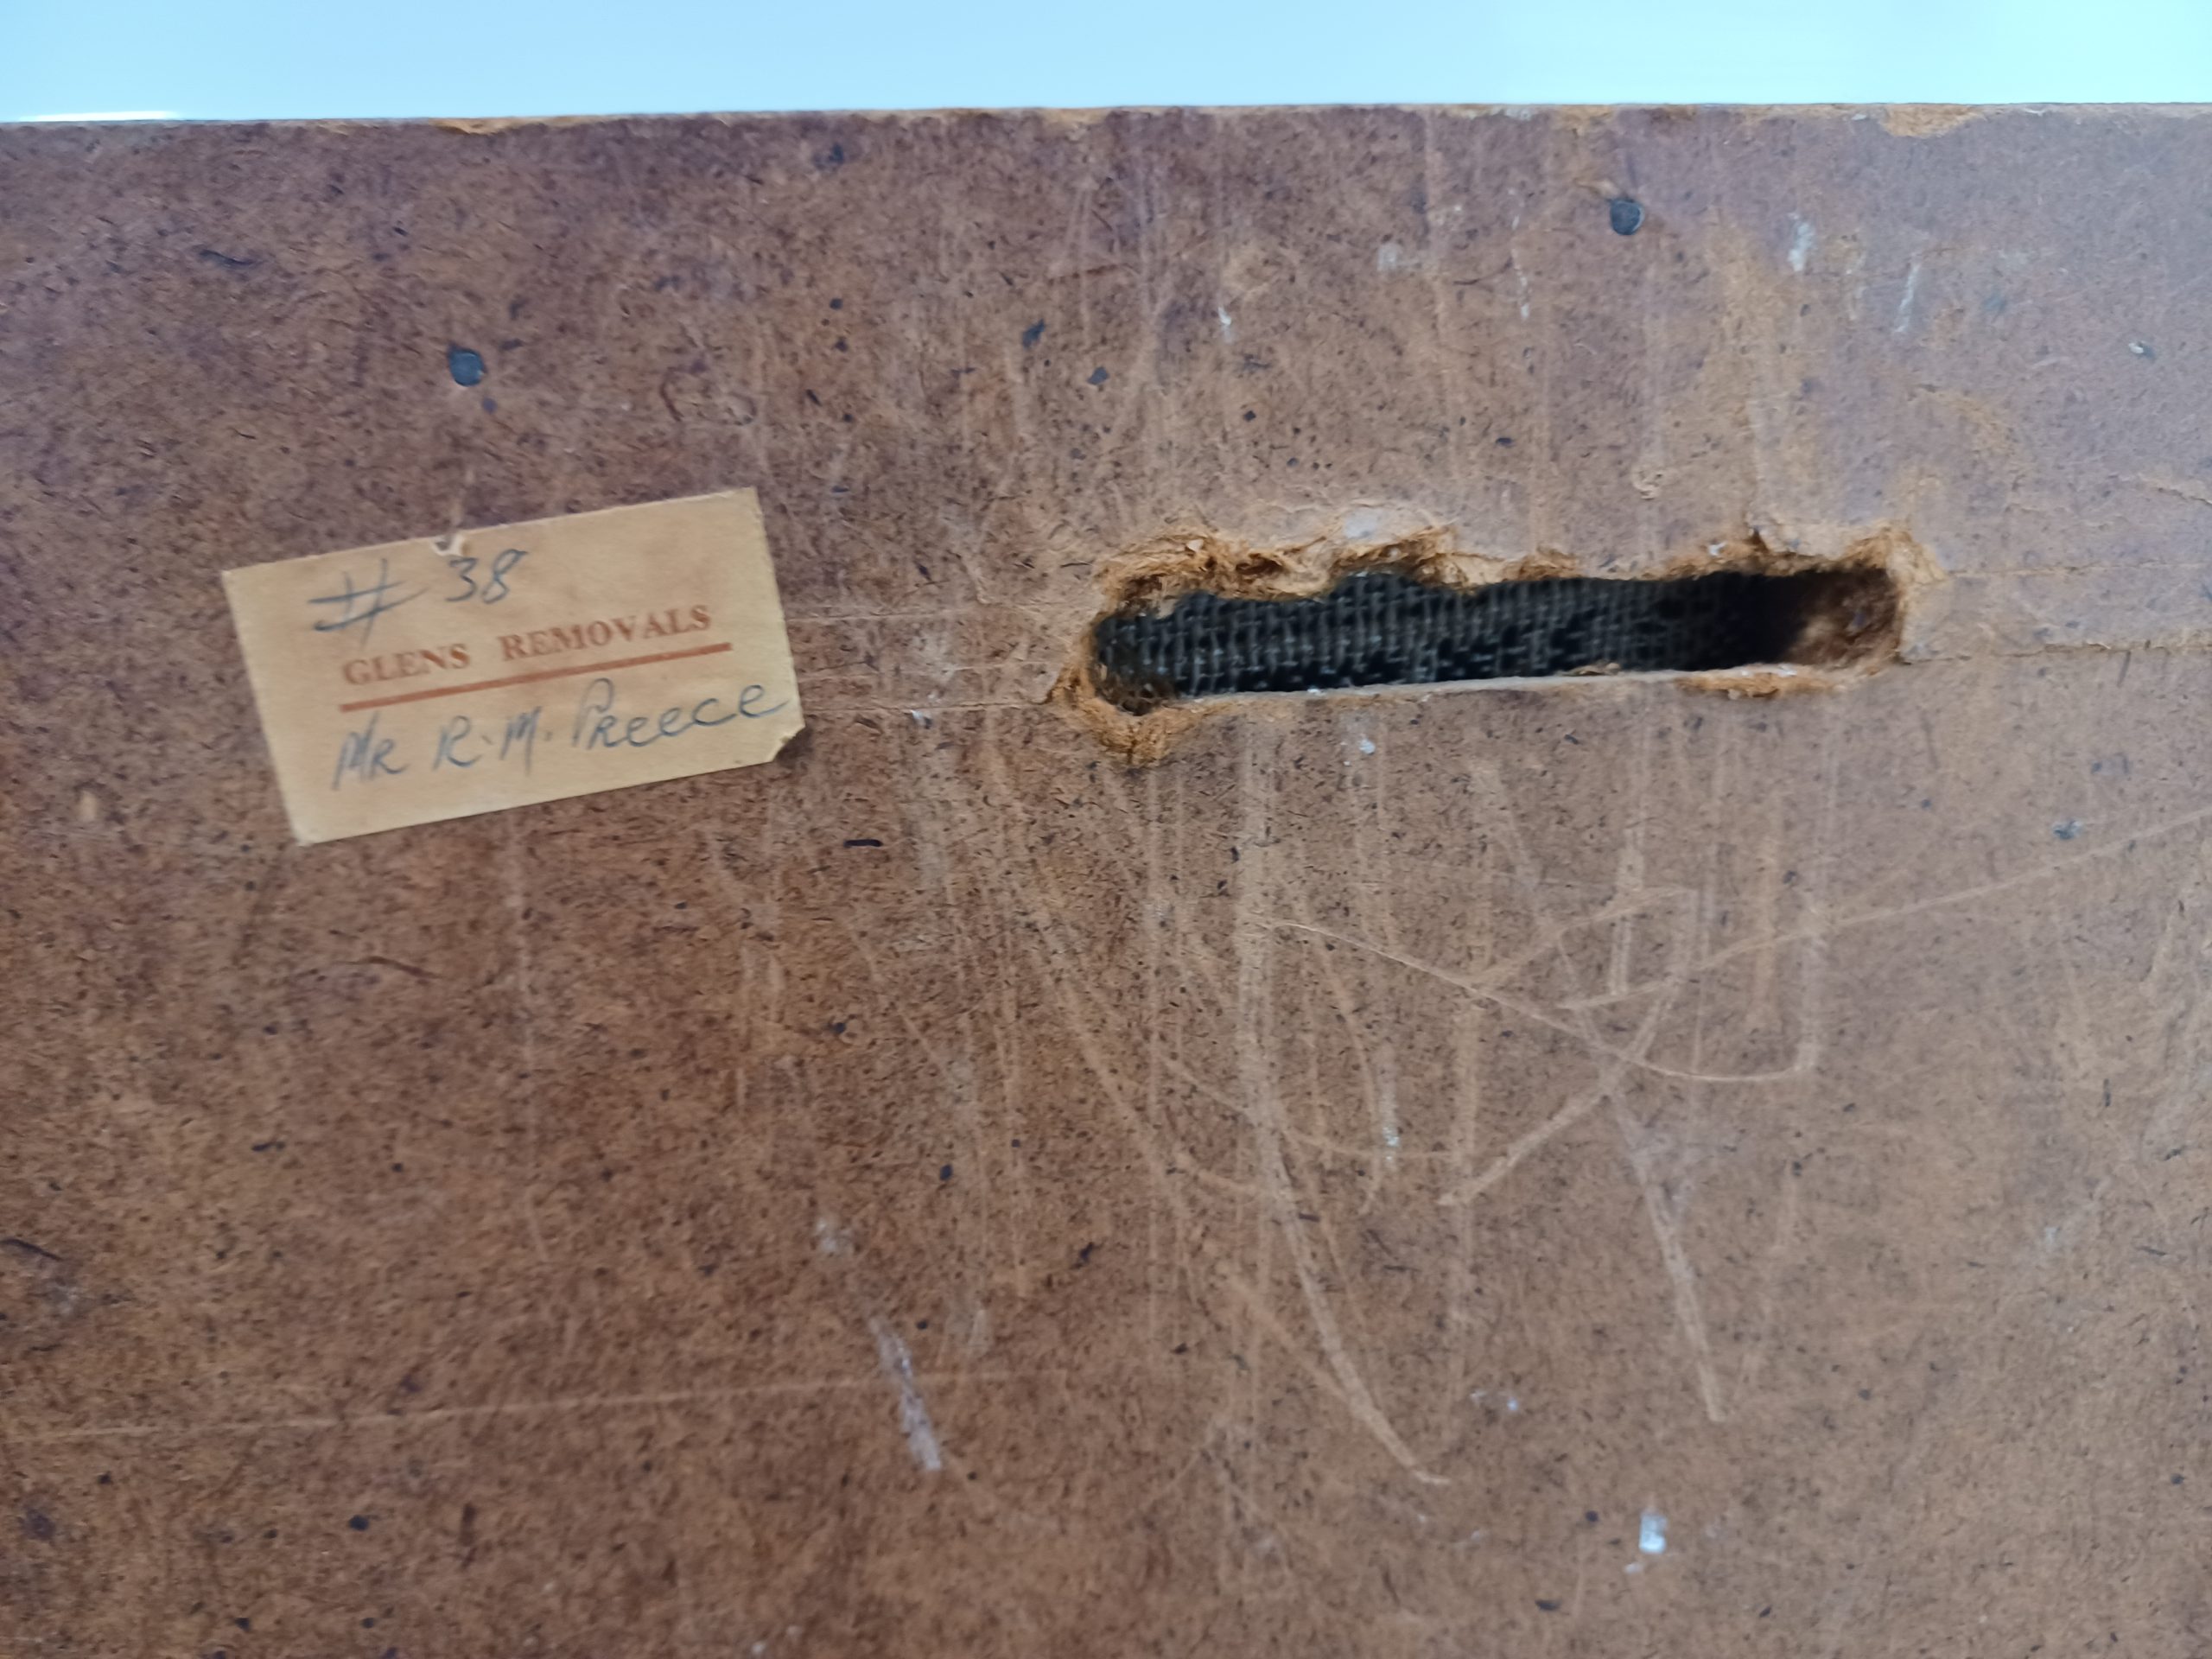 # 38
GLENS REMOVALS
MR R.M. PReece